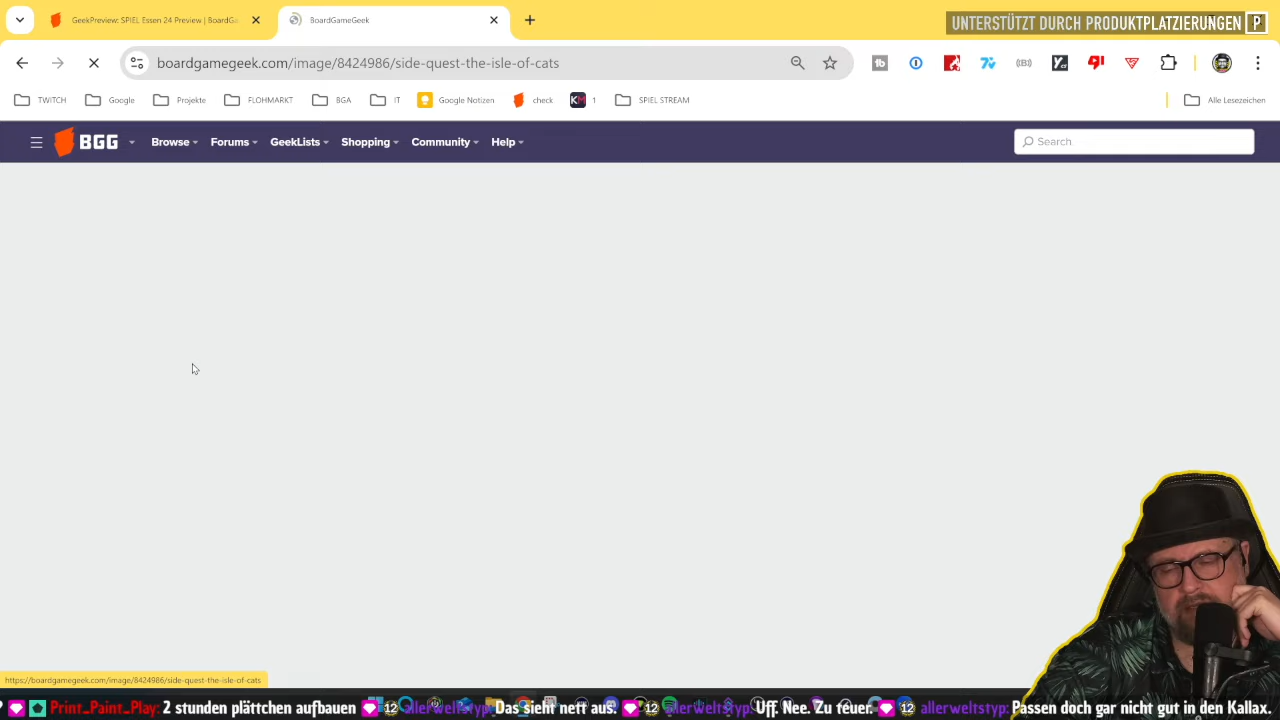 GeekPreview: SPIEL Essen 24 Preview | BoardGa
BoardGameGeek
UNTERSTÜTZT DURCH PRODUKTPLATZIERUNGEN P
boardgamegeek.com/image/8424986/side-quest-the-isle-of-cats
TWITCH
Google
Projekte
FLOHMARKT
BGA
IT
Google Notizen
check
KM 1
SPIEL STREAM
Alle Lesezeichen
BGG
Browse
Forums
GeekLists
Shopping
Community
Help
Search
https://boardgamegeek.com/image/8424986/side-quest-the-isle-of-cats
Print_Paint_Play: 2 stunden plättchen aufbauen 12 allerweltstyp: Das sieht nett aus. 12 allerweltstyp: Uff. Nee. Zu teuer. 12 allerweltstyp: Passen doch gar nicht gut in den Kallax.